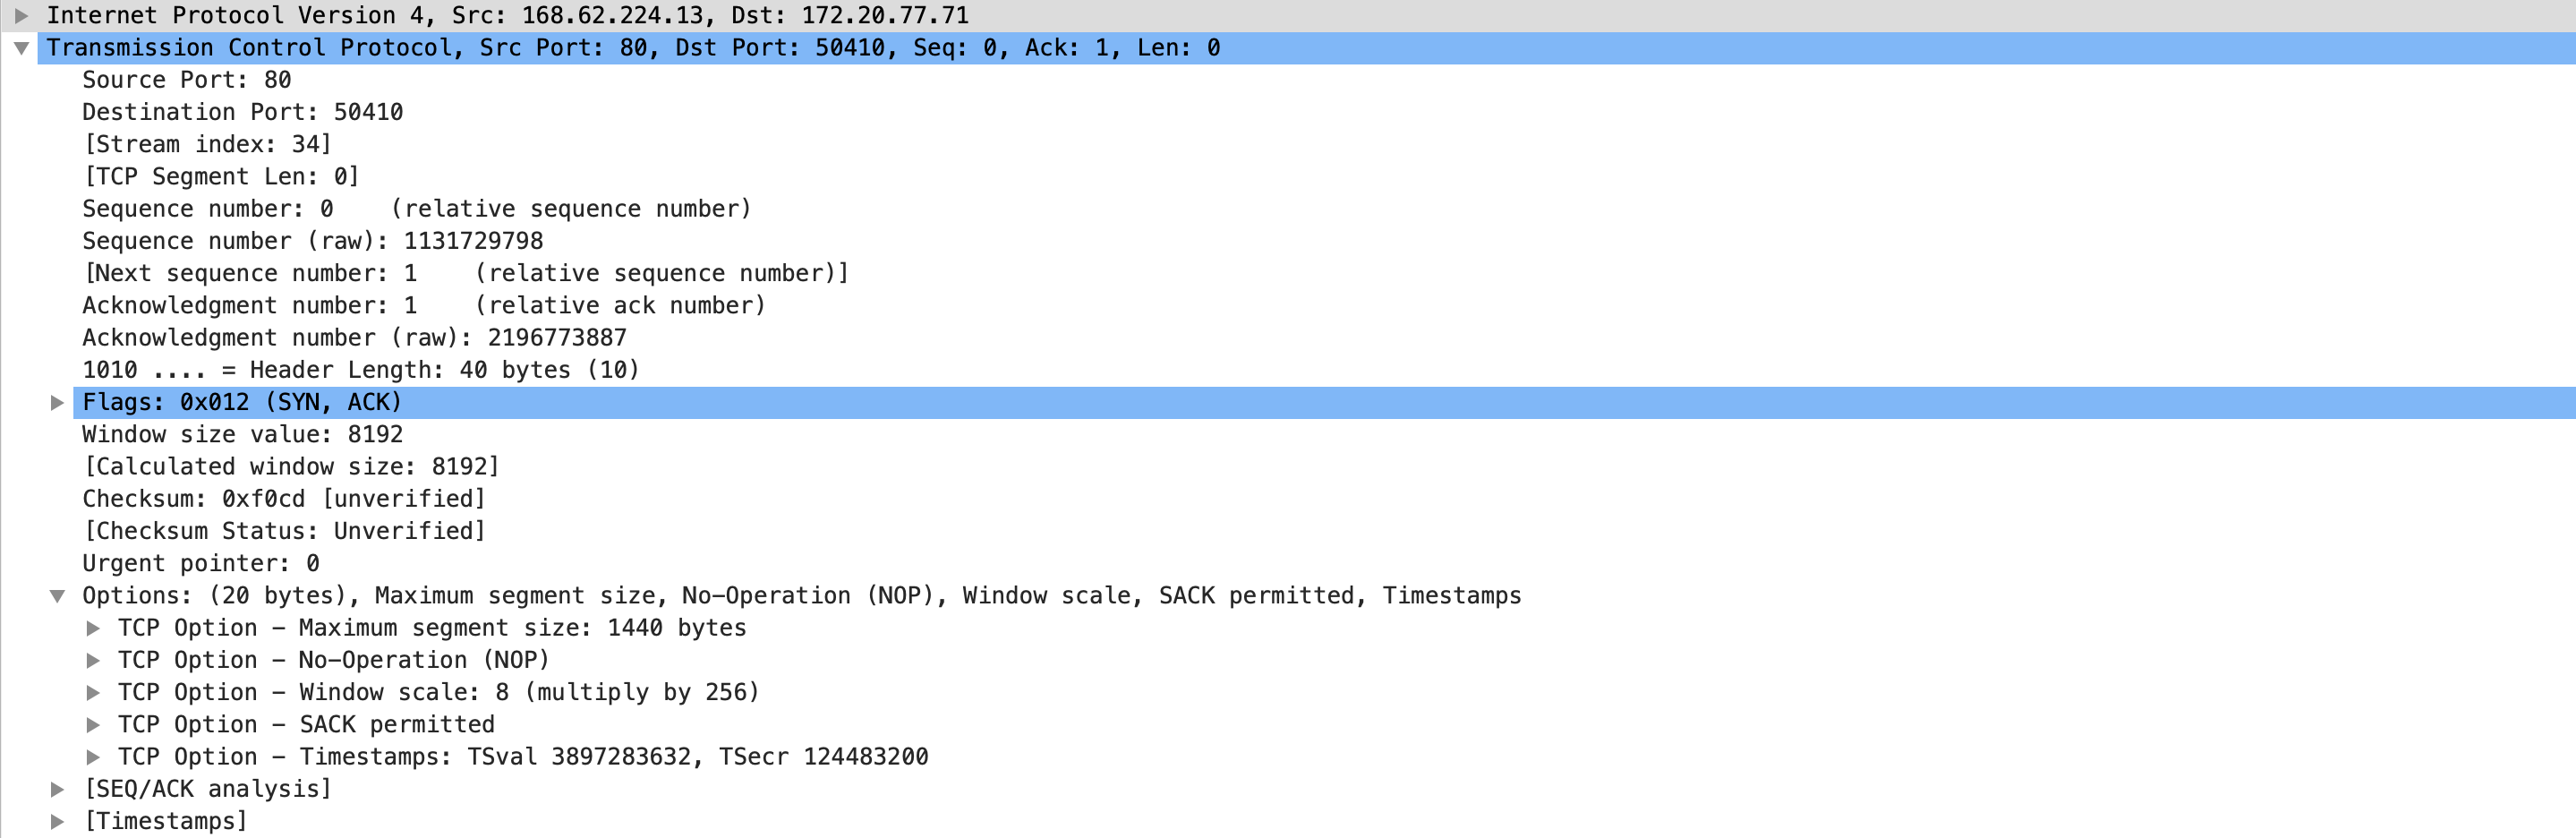 Internet Protocol Version 4, Src: 168.62.224.13, Dst: 172.20.77.71
Transmission Control Protocol, Src Port: 80, Dst Port: 50410, Seq: 0, Ack: 1, Len: 0
Source Port: 80
Destination Port: 50410
[Stream index: 34]
[TCP Segment Len: 0]
Sequence number: 0    (relative sequence number)
Sequence number (raw): 1131729798
[Next sequence number: 1    (relative sequence number)]
Acknowledgment number: 1    (relative ack number)
Acknowledgment number (raw): 2196773887
1010 .... = Header Length: 40 bytes (10)
Flags: 0x012 (SYN, ACK)
Window size value: 8192
[Calculated window size: 8192]
Checksum: 0xf0cd [unverified]
[Checksum Status: Unverified]
Urgent pointer: 0
Options: (20 bytes), Maximum segment size, No-Operation (NOP), Window scale, SACK permitted, Timestamps
TCP Option – Maximum segment size: 1440 bytes
TCP Option – No-Operation (NOP)
TCP Option – Window scale: 8 (multiply by 256)
TCP Option – SACK permitted
TCP Option – Timestamps: TSval 3897283632, TSecr 124483200
[SEQ/ACK analysis]
[Timestamps]